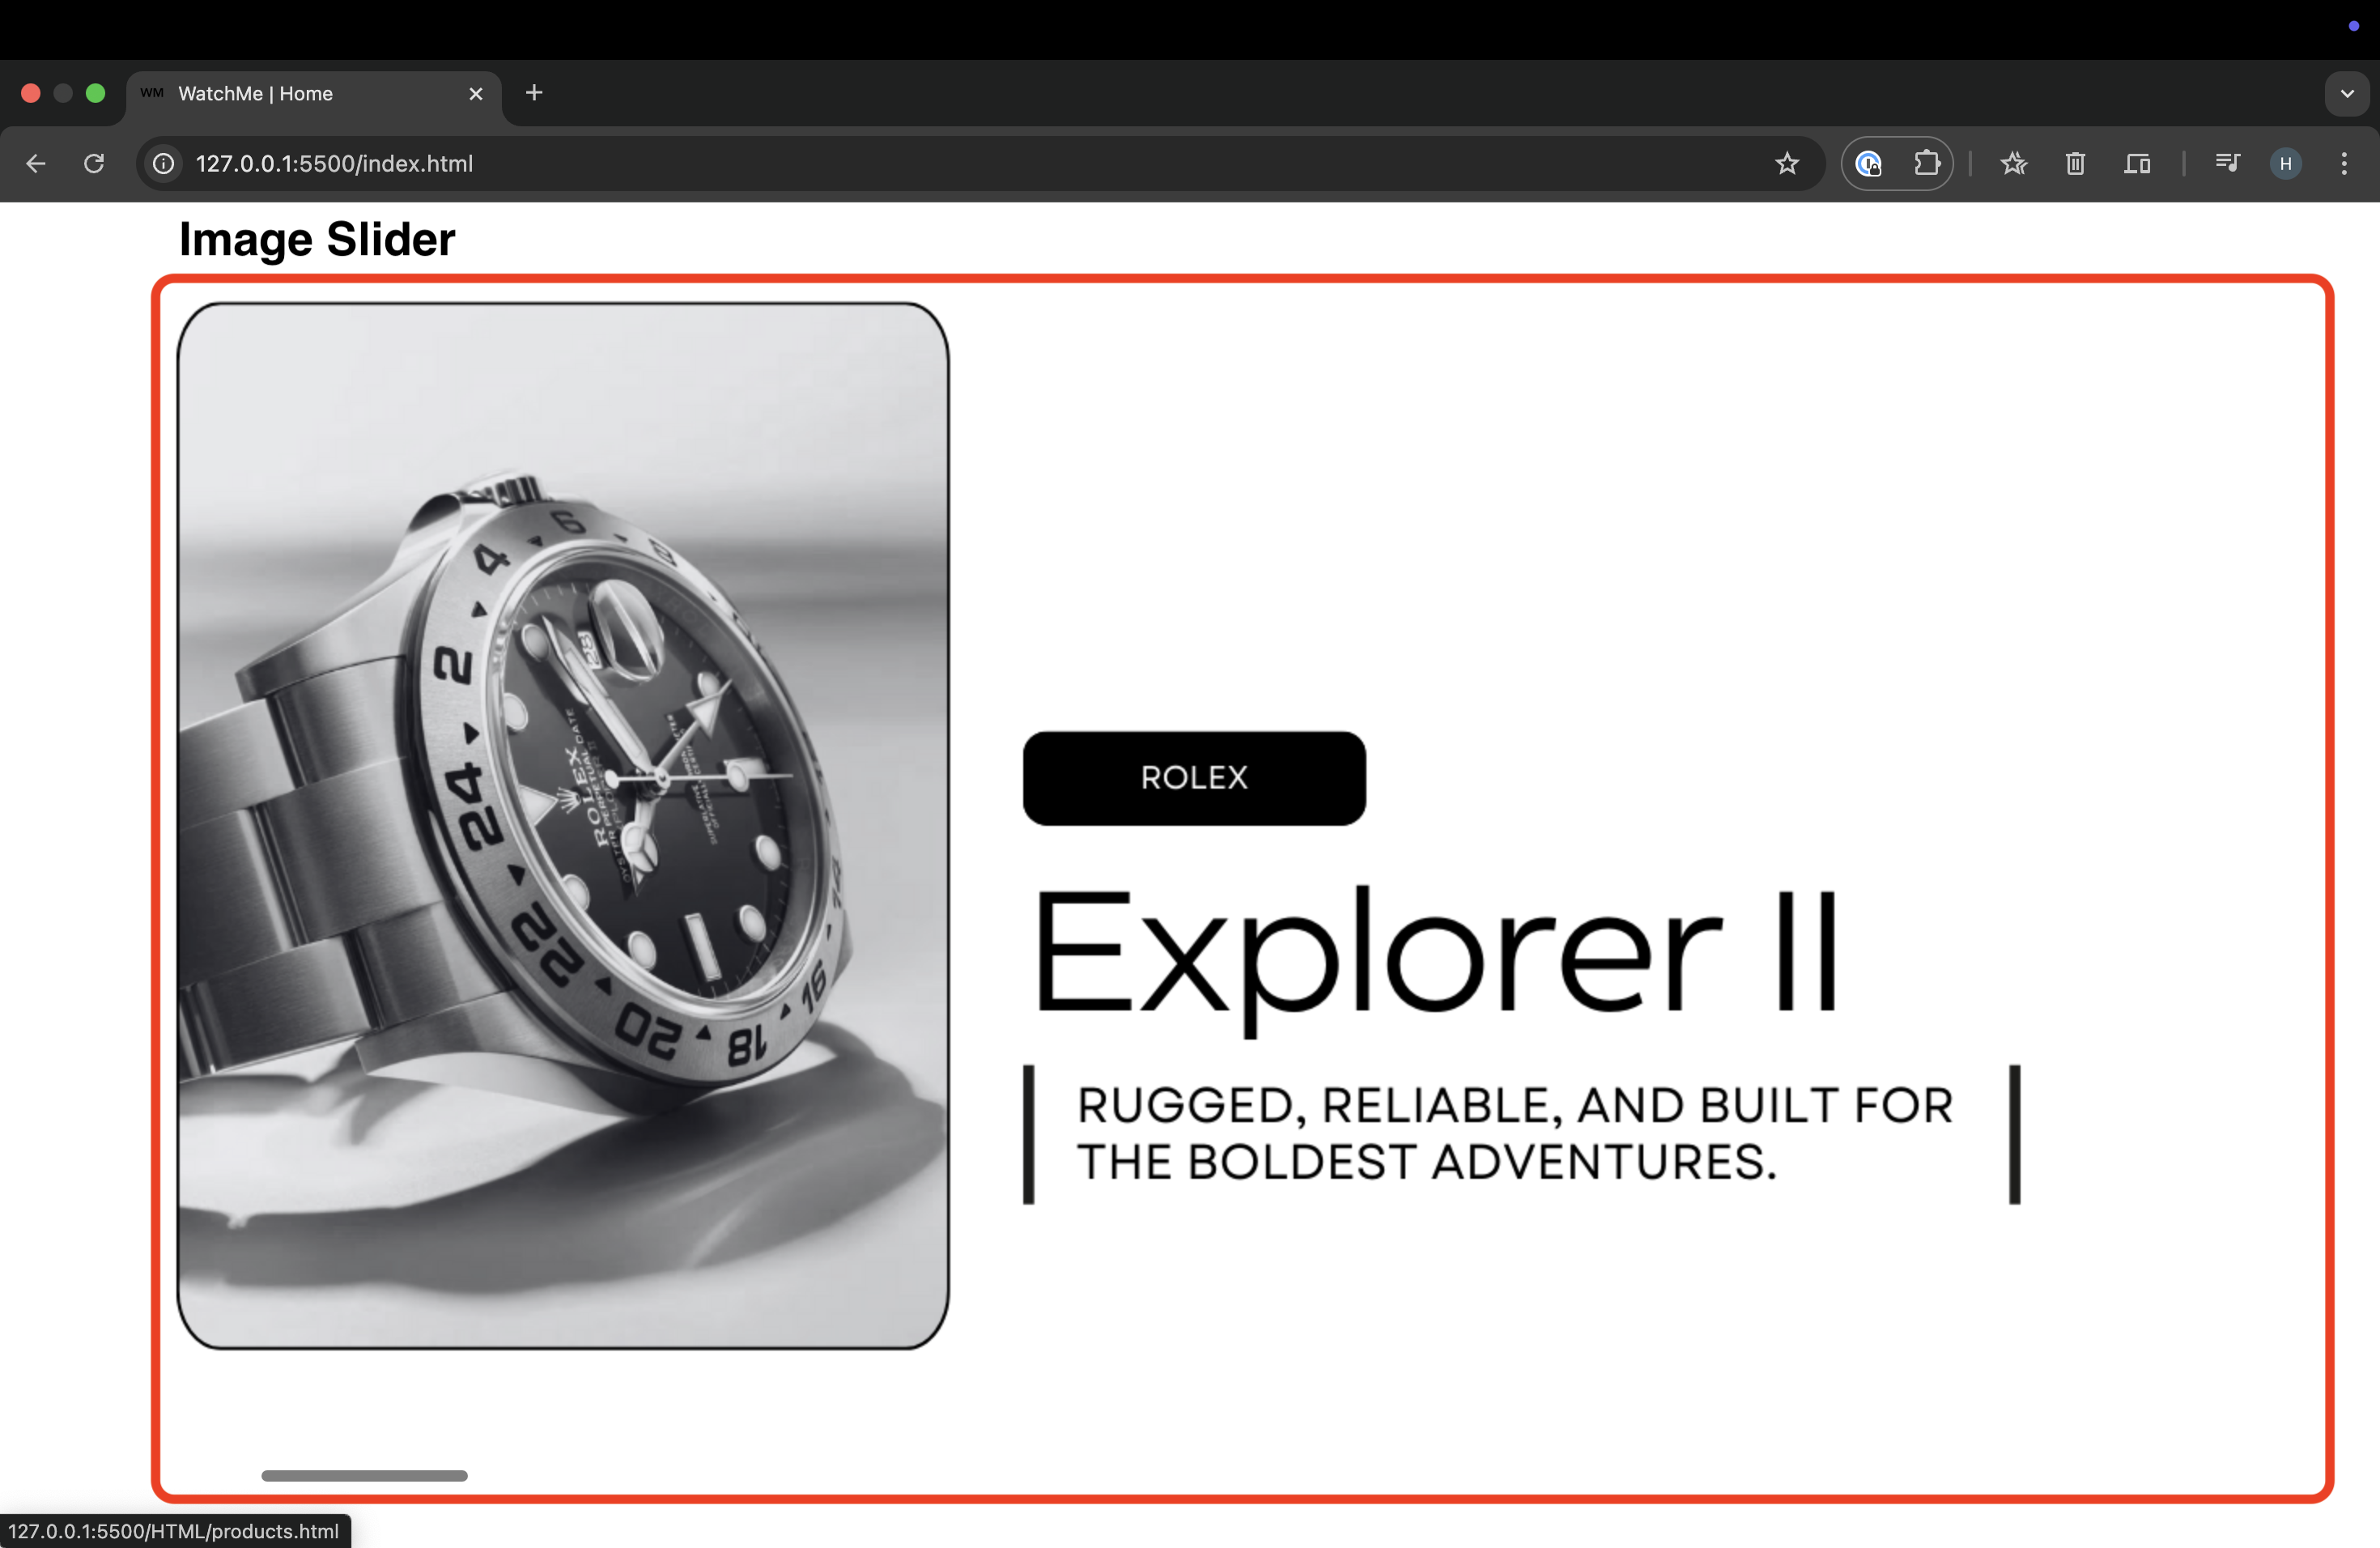 WM WatchMe | Home
127.0.0.1:5500/index.html
H
Image Slider
6
4
2
24
22
20
18
16
ROLEX
ROLEX
Explorer II
RUGGED, RELIABLE, AND BUILT FOR
THE BOLDEST ADVENTURES.
127.0.0.1:5500/HTML/products.html